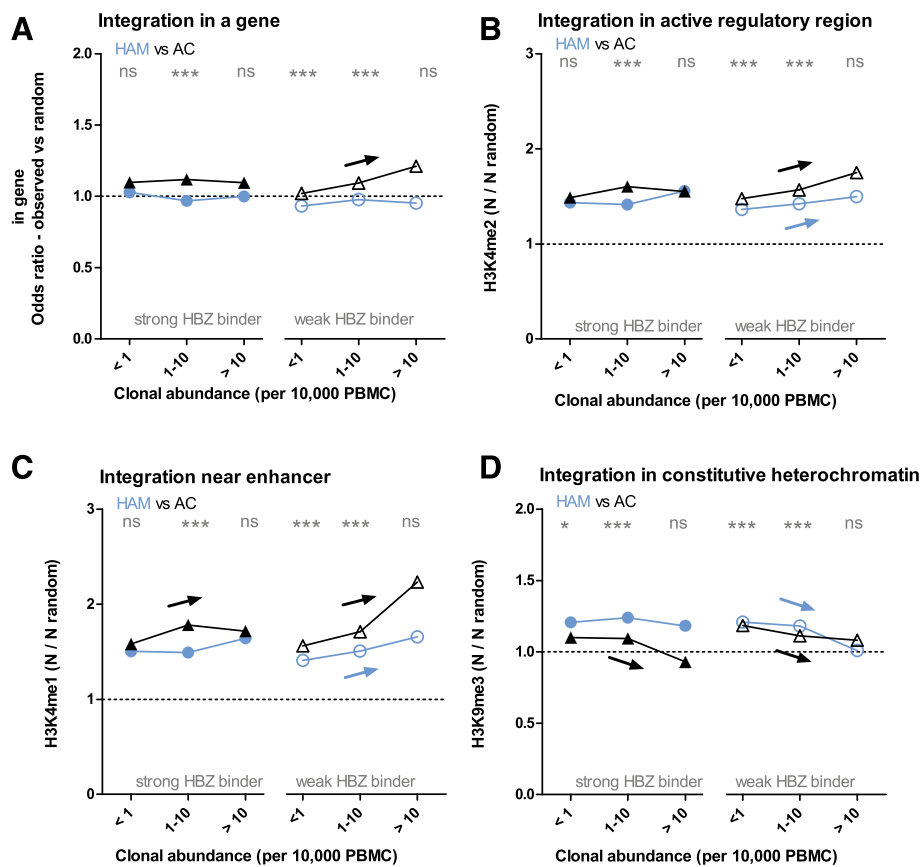 A
Integration in a gene
HAM vs AC
ns *** ns *** *** ns
2.0
1.5
1.0
0.5
0.0
in gene
Odds ratio - observed vs random
strong HBZ binder weak HBZ binder
< 1 1-10 > 10 <1 1-10 > 10
Clonal abundance (per 10,000 PBMC)
B
Integration in active regulatory region
HAM vs AC
ns *** ns *** *** ns
3
2
1
0
H3K4me2 (N / N random)
strong HBZ binder weak HBZ binder
< 1 1-10 > 10 <1 1-10 > 10
Clonal abundance (per 10,000 PBMC)
C
Integration near enhancer
HAM vs AC
ns *** ns *** *** ns
3
2
1
0
H3K4me1 (N / N random)
strong HBZ binder weak HBZ binder
< 1 1-10 > 10 <1 1-10 > 10
Clonal abundance (per 10,000 PBMC)
D
Integration in constitutive heterochromatin
HAM vs AC
* *** ns *** *** ns
2.0
1.5
1.0
0.5
0.0
H3K9me3 (N / N random)
strong HBZ binder weak HBZ binder
< 1 1-10 > 10 <1 1-10 > 10
Clonal abundance (per 10,000 PBMC)